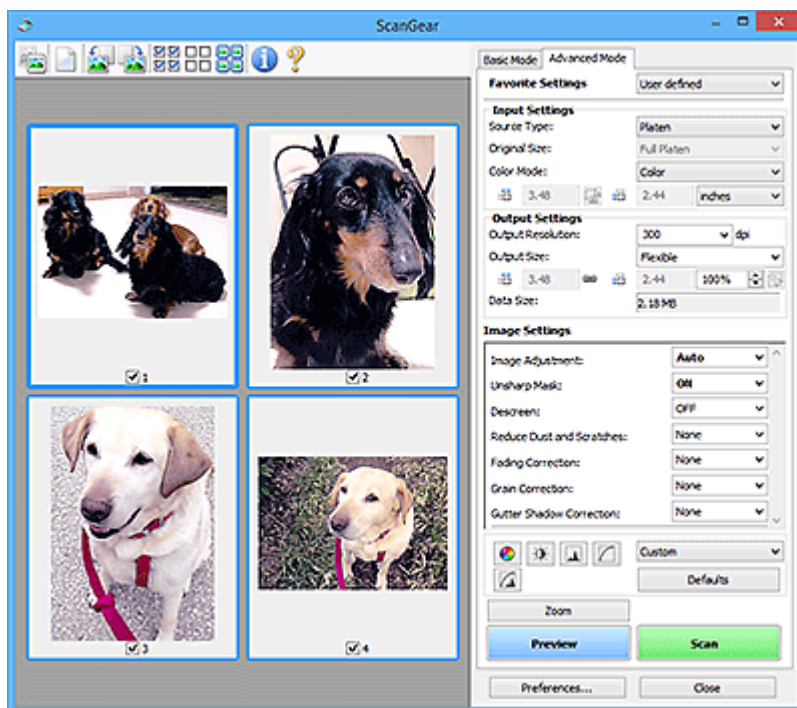 ScanGear
Basic Mode Advanced Mode
Favorite Settings User defined
Input Settings
Source Type: Platen
Original Size: Full Platen
Color Mode: Color
3.48 2.44 inches
Output Settings
Output Resolution: 300 dpi
Output Size: Flexible
3.48 2.44 100%
Data Size: 2.18 MB
Image Settings
Image Adjustment: Auto
Unsharp Mask: ON
Descreen: OFF
Reduce Dust and Scratches: None
Fading Correction: None
Grain Correction: None
Gutter Shadow Correction: None
Custom
Defaults
Zoom
Preview Scan
Preferences... Close
1
2
3
4